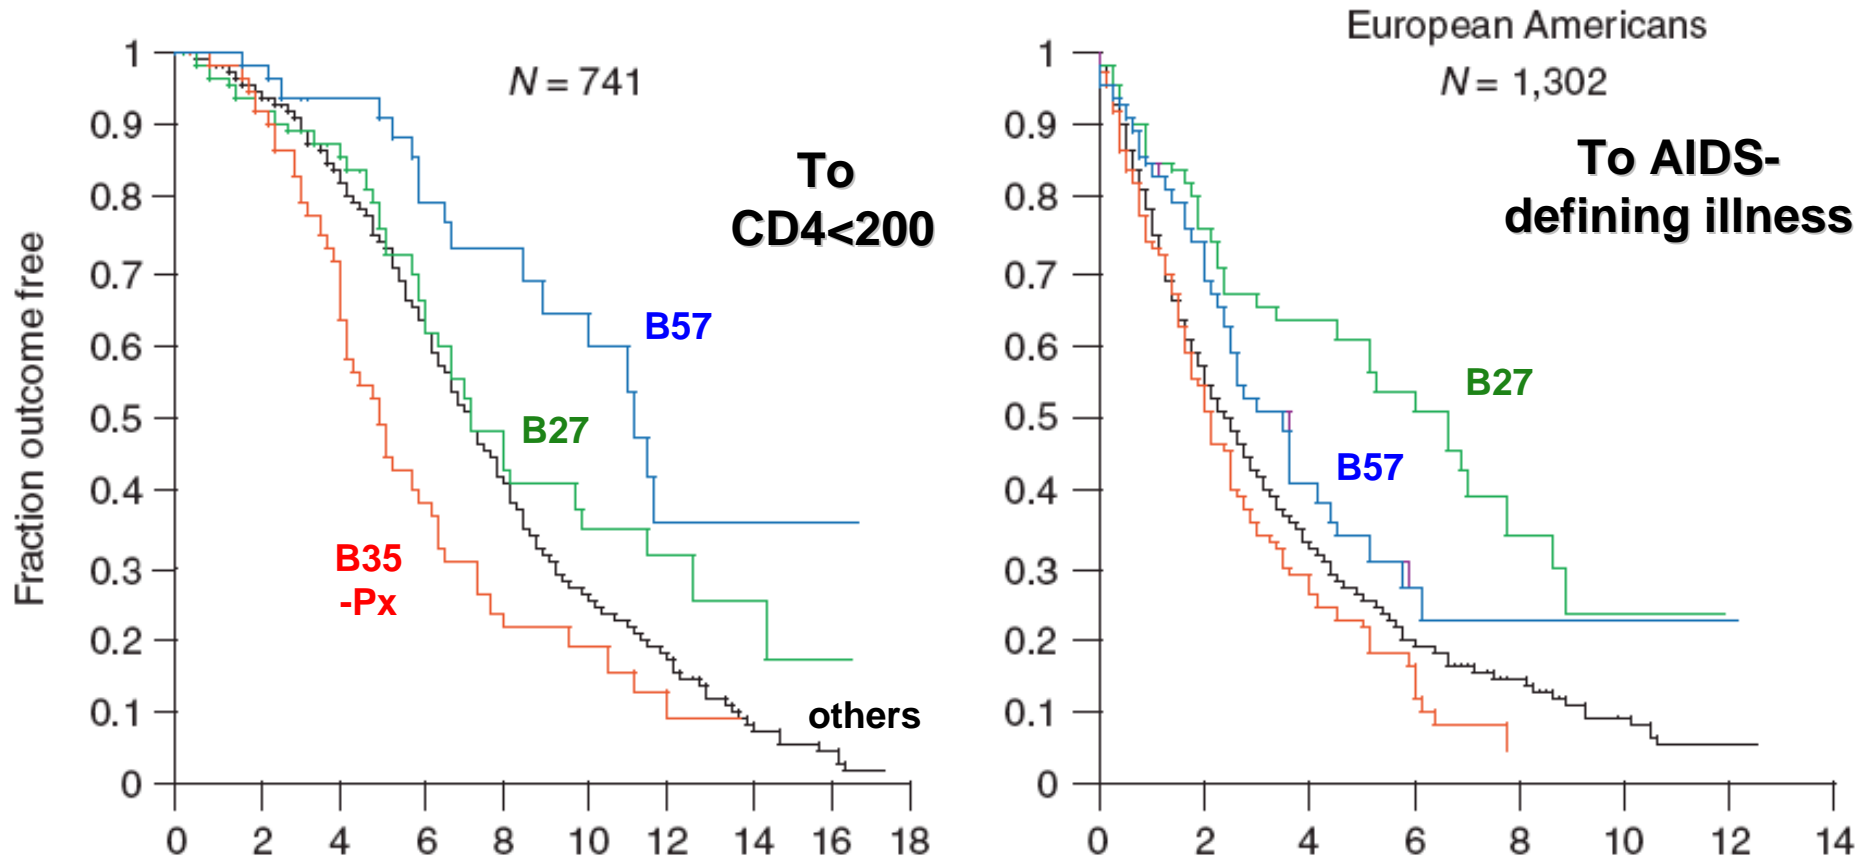 Fraction outcome free
1
0.9
0.8
0.7
0.6
0.5
0.4
0.3
0.2
0.1
0
0 2 4 6 8 10 12 14 16 18
N = 741
To
CD4<200
B57
B27
B35
-Px
others
European Americans
N = 1,302
To AIDS-
defining illness
B27
B57
1
0.9
0.8
0.7
0.6
0.5
0.4
0.3
0.2
0.1
0
0 2 4 6 8 10 12 14